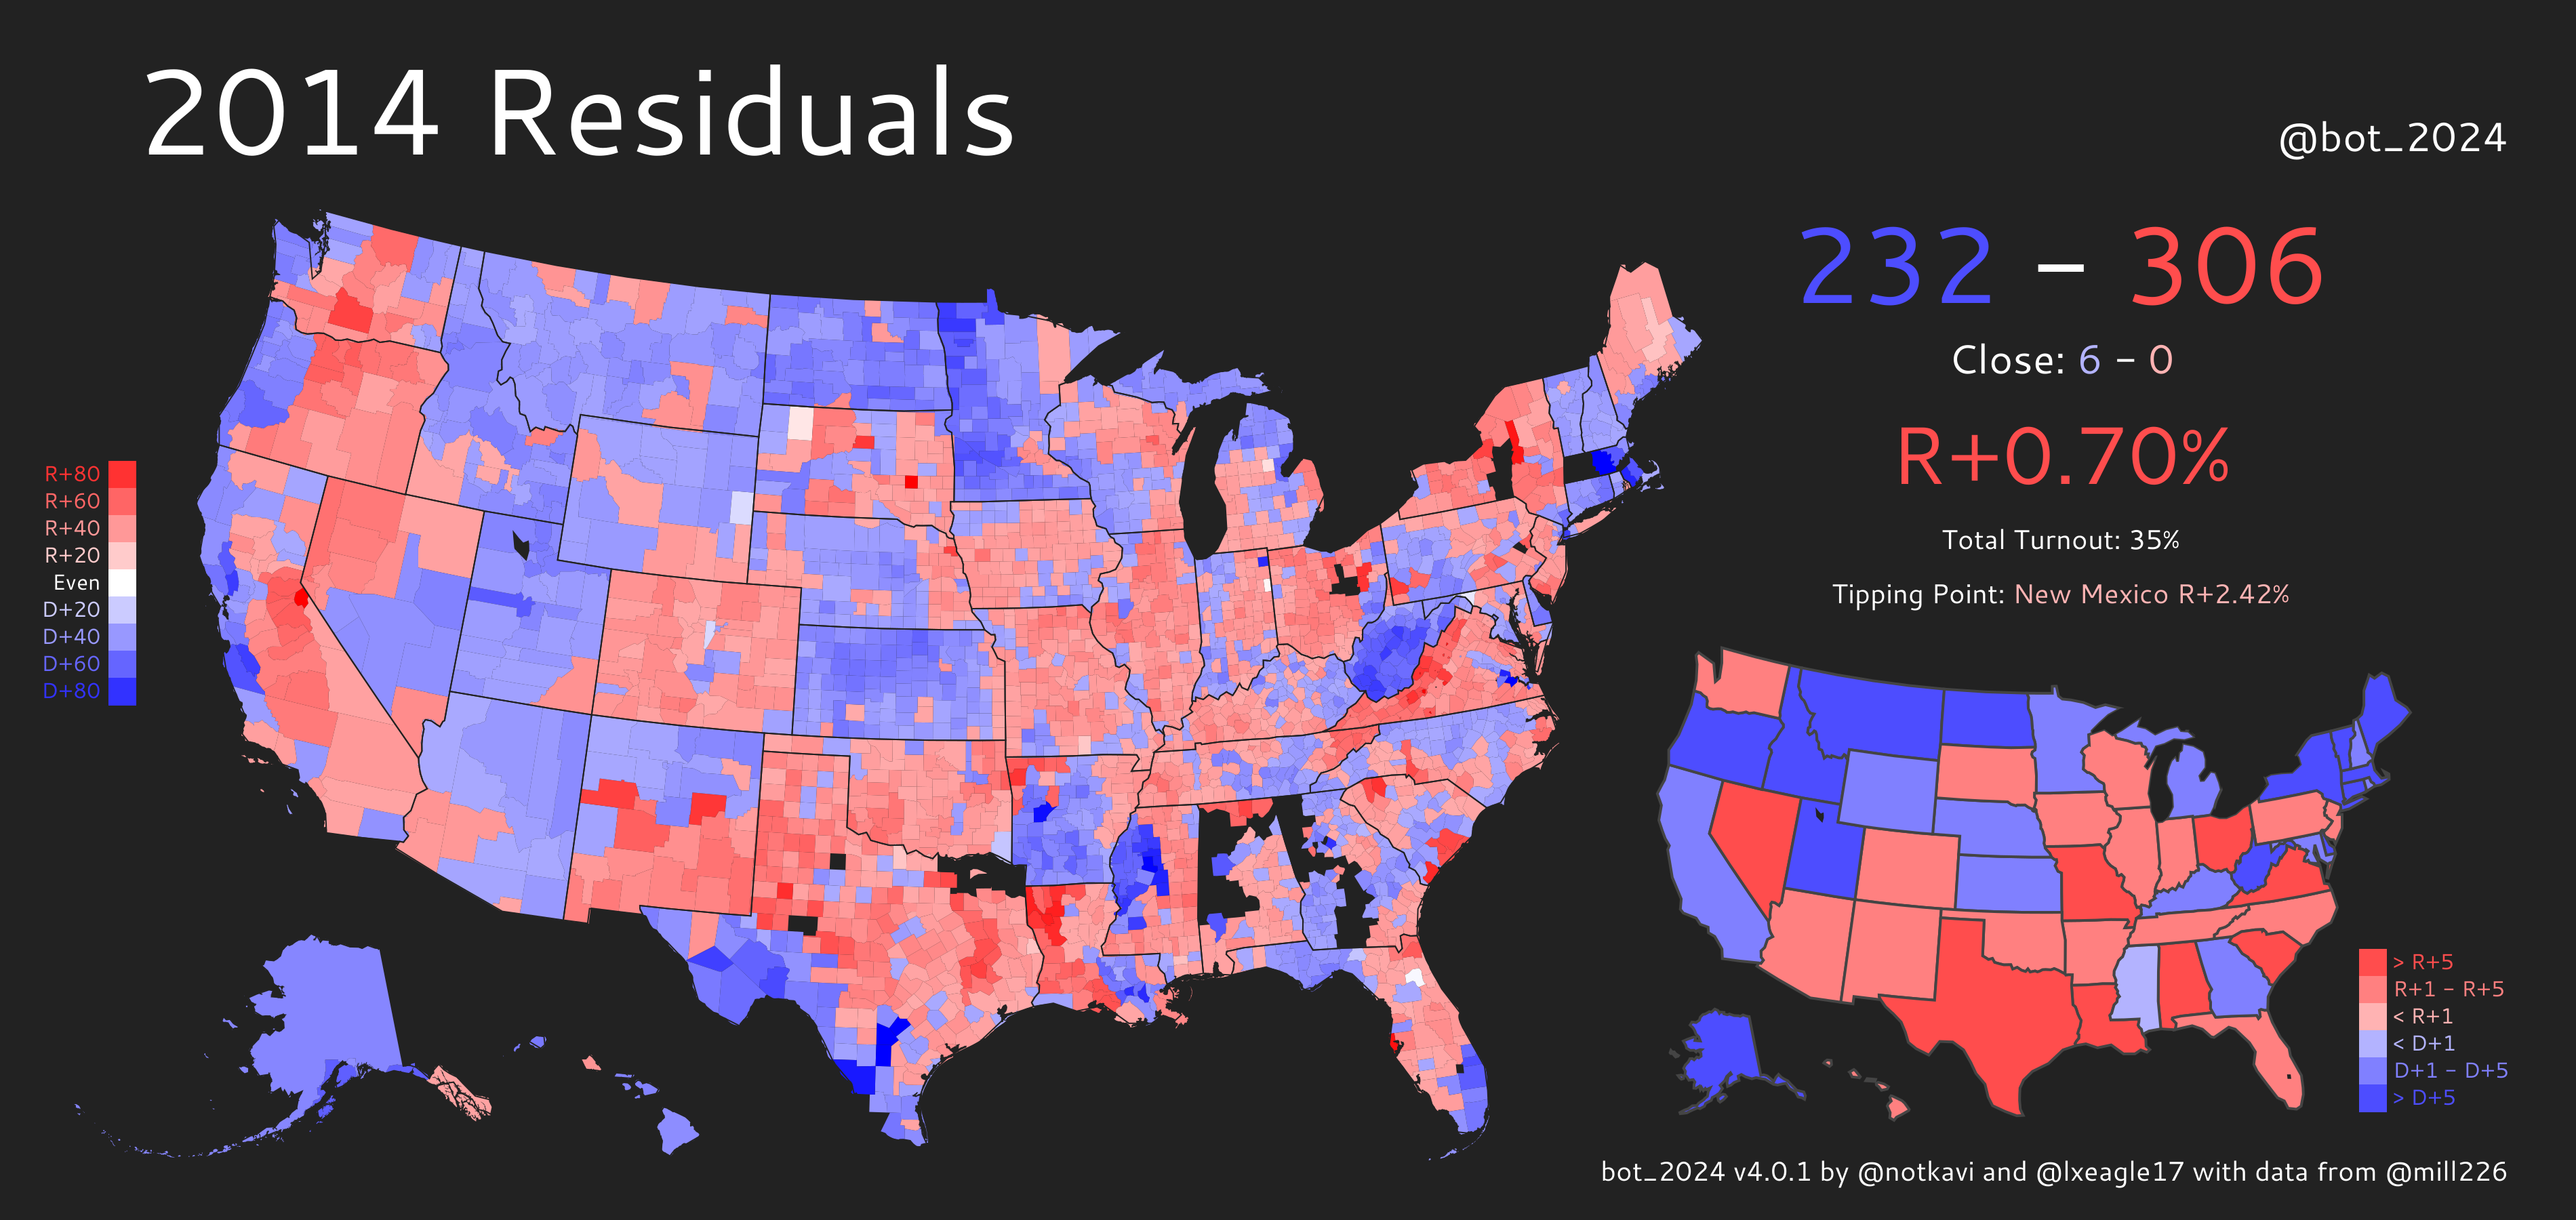 2014 Residuals
@bot_2024
232 – 306
Close: 6 – 0
R+0.70%
Total Turnout: 35%
Tipping Point: New Mexico R+2.42%
R+80
R+60
R+40
R+20
Even
D+20
D+40
D+60
D+80
> R+5
R+1 – R+5
< R+1
< D+1
D+1 – D+5
> D+5
bot_2024 v4.0.1 by @notkavi and @lxeagle17 with data from @mill226